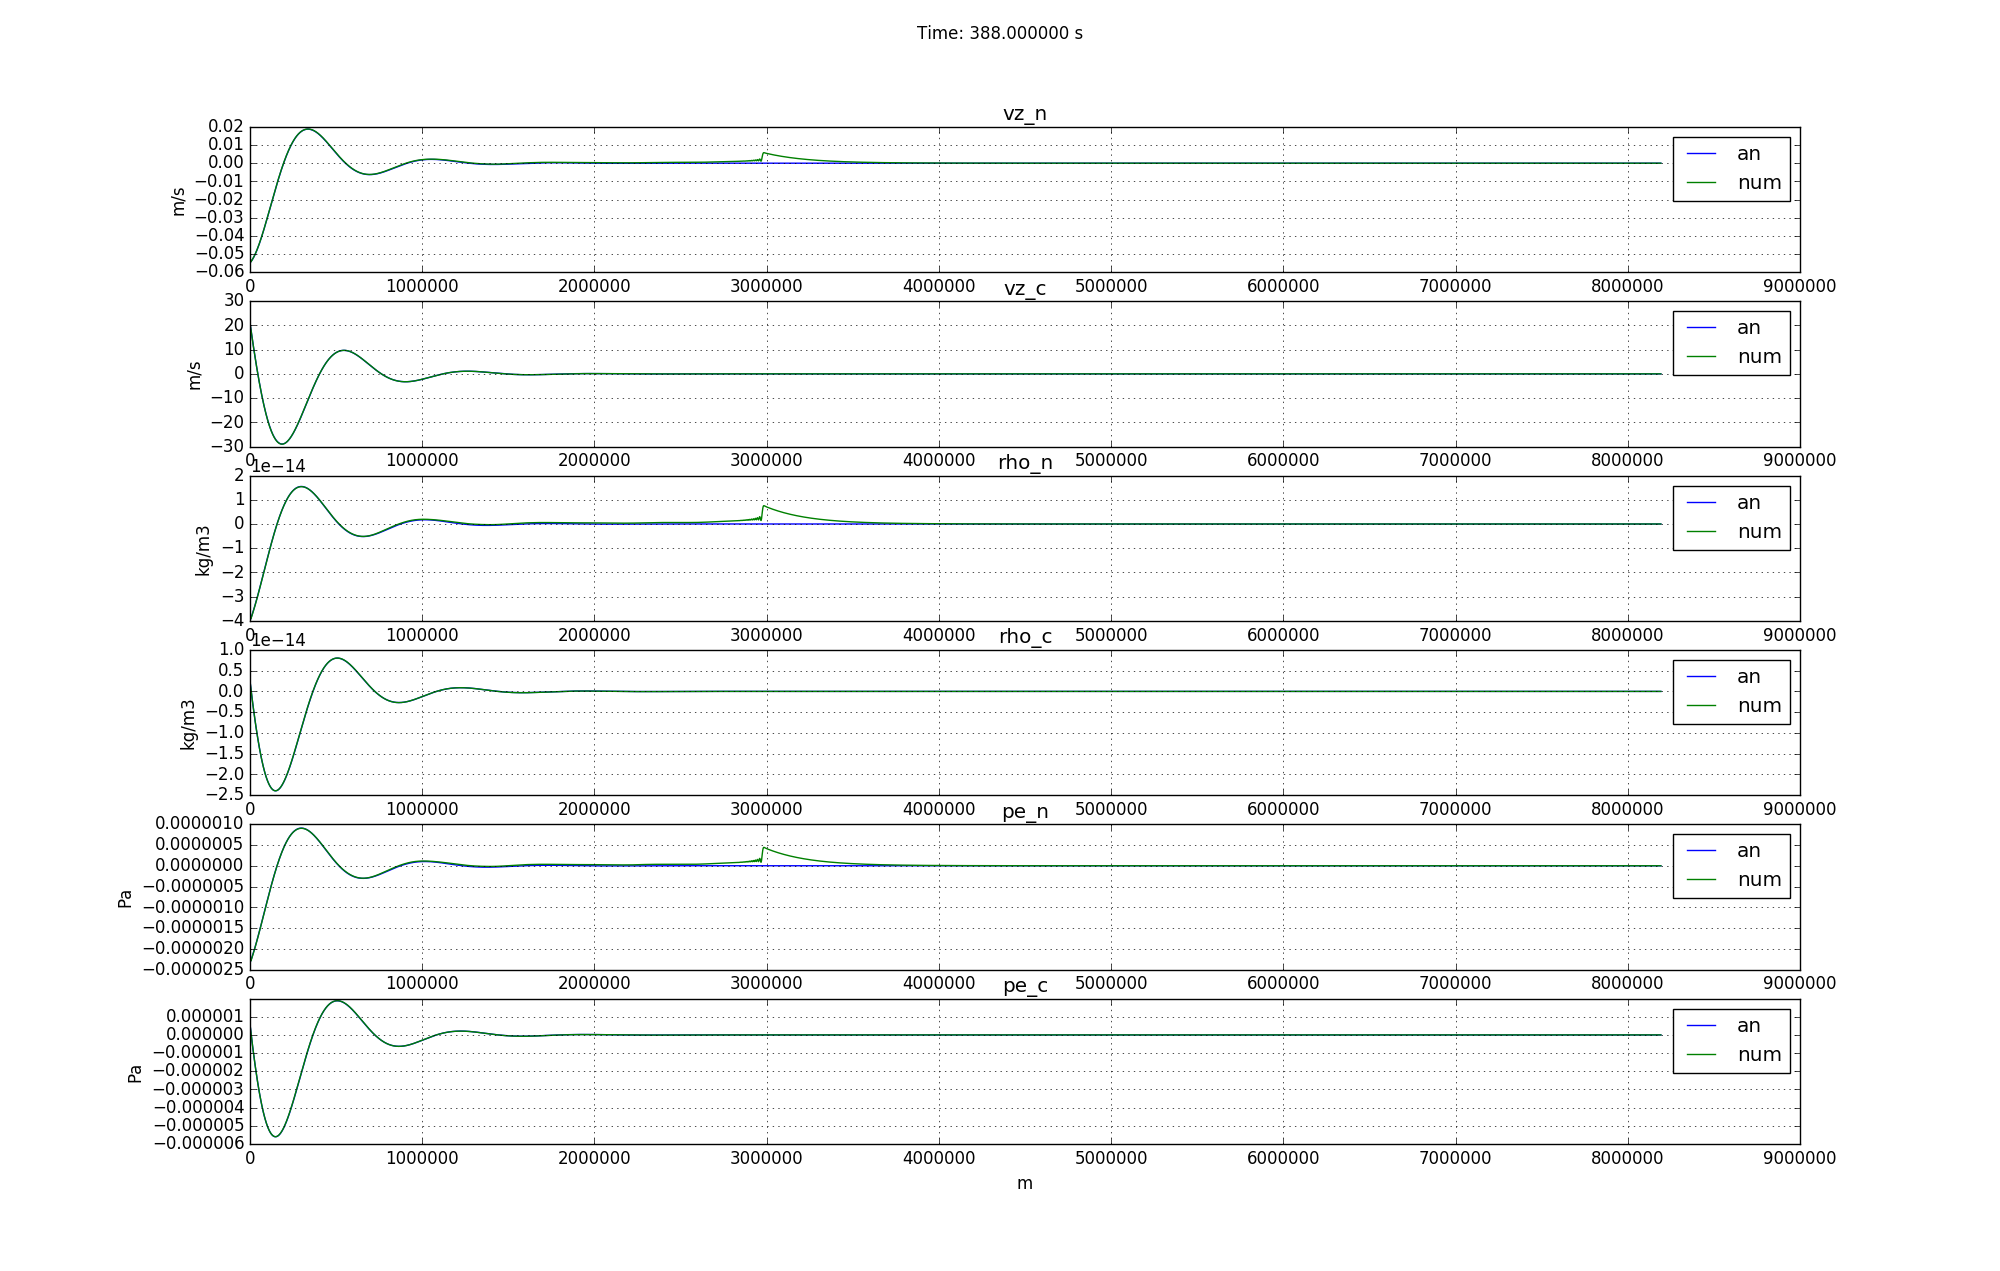 Time: 388.000000 s
vz_n
0.02
0.01
0.00
−0.01
−0.02
−0.03
−0.04
−0.05
−0.06
m/s
an
num
0 1000000 2000000 3000000 4000000 5000000 6000000 7000000 8000000 9000000
vz_c
30
20
10
0
−10
−20
−30
m/s
an
num
0 1000000 2000000 3000000 4000000 5000000 6000000 7000000 8000000 9000000
1e−14
rho_n
2
1
0
−1
−2
−3
−4
kg/m3
an
num
0 1000000 2000000 3000000 4000000 5000000 6000000 7000000 8000000 9000000
1e−14
rho_c
1.0
0.5
0.0
−0.5
−1.0
−1.5
−2.0
−2.5
kg/m3
an
num
0 1000000 2000000 3000000 4000000 5000000 6000000 7000000 8000000 9000000
pe_n
0.0000010
0.0000005
0.0000000
−0.0000005
−0.0000010
−0.0000015
−0.0000020
−0.0000025
Pa
an
num
0 1000000 2000000 3000000 4000000 5000000 6000000 7000000 8000000 9000000
pe_c
0.000001
0.000000
−0.000001
−0.000002
−0.000003
−0.000004
−0.000005
−0.000006
Pa
an
num
0 1000000 2000000 3000000 4000000 5000000 6000000 7000000 8000000 9000000
m